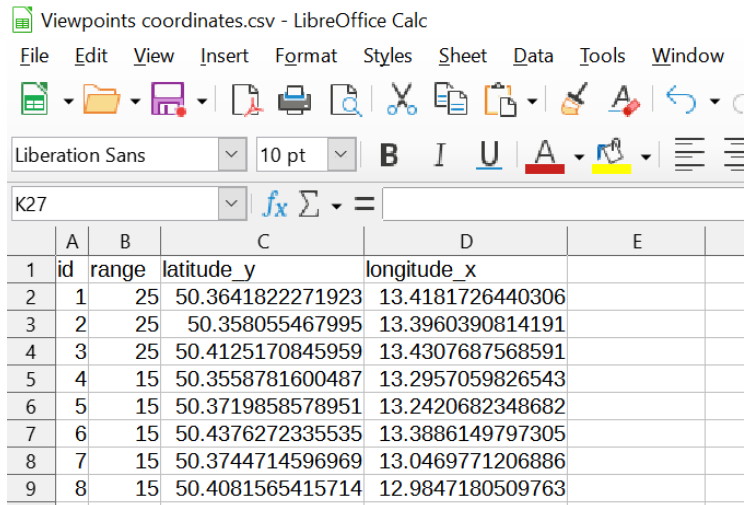 Viewpoints coordinates.csv - LibreOffice Calc
File Edit View Insert Format Styles Sheet Data Tools Window
Liberation Sans 10 pt B I U A
K27 fx Σ =
A B C D E
1 id range latitude_y longitude_x
2 1 25 50.3641822271923 13.4181726440306
3 2 25 50.358055467995 13.3960390814191
4 3 25 50.4125170845959 13.4307687568591
5 4 15 50.3558781600487 13.2957059826543
6 5 15 50.3719858578951 13.2420682348682
7 6 15 50.4376272335535 13.3886149797305
8 7 15 50.3744714596969 13.0469771206886
9 8 15 50.4081565415714 12.9847180509763